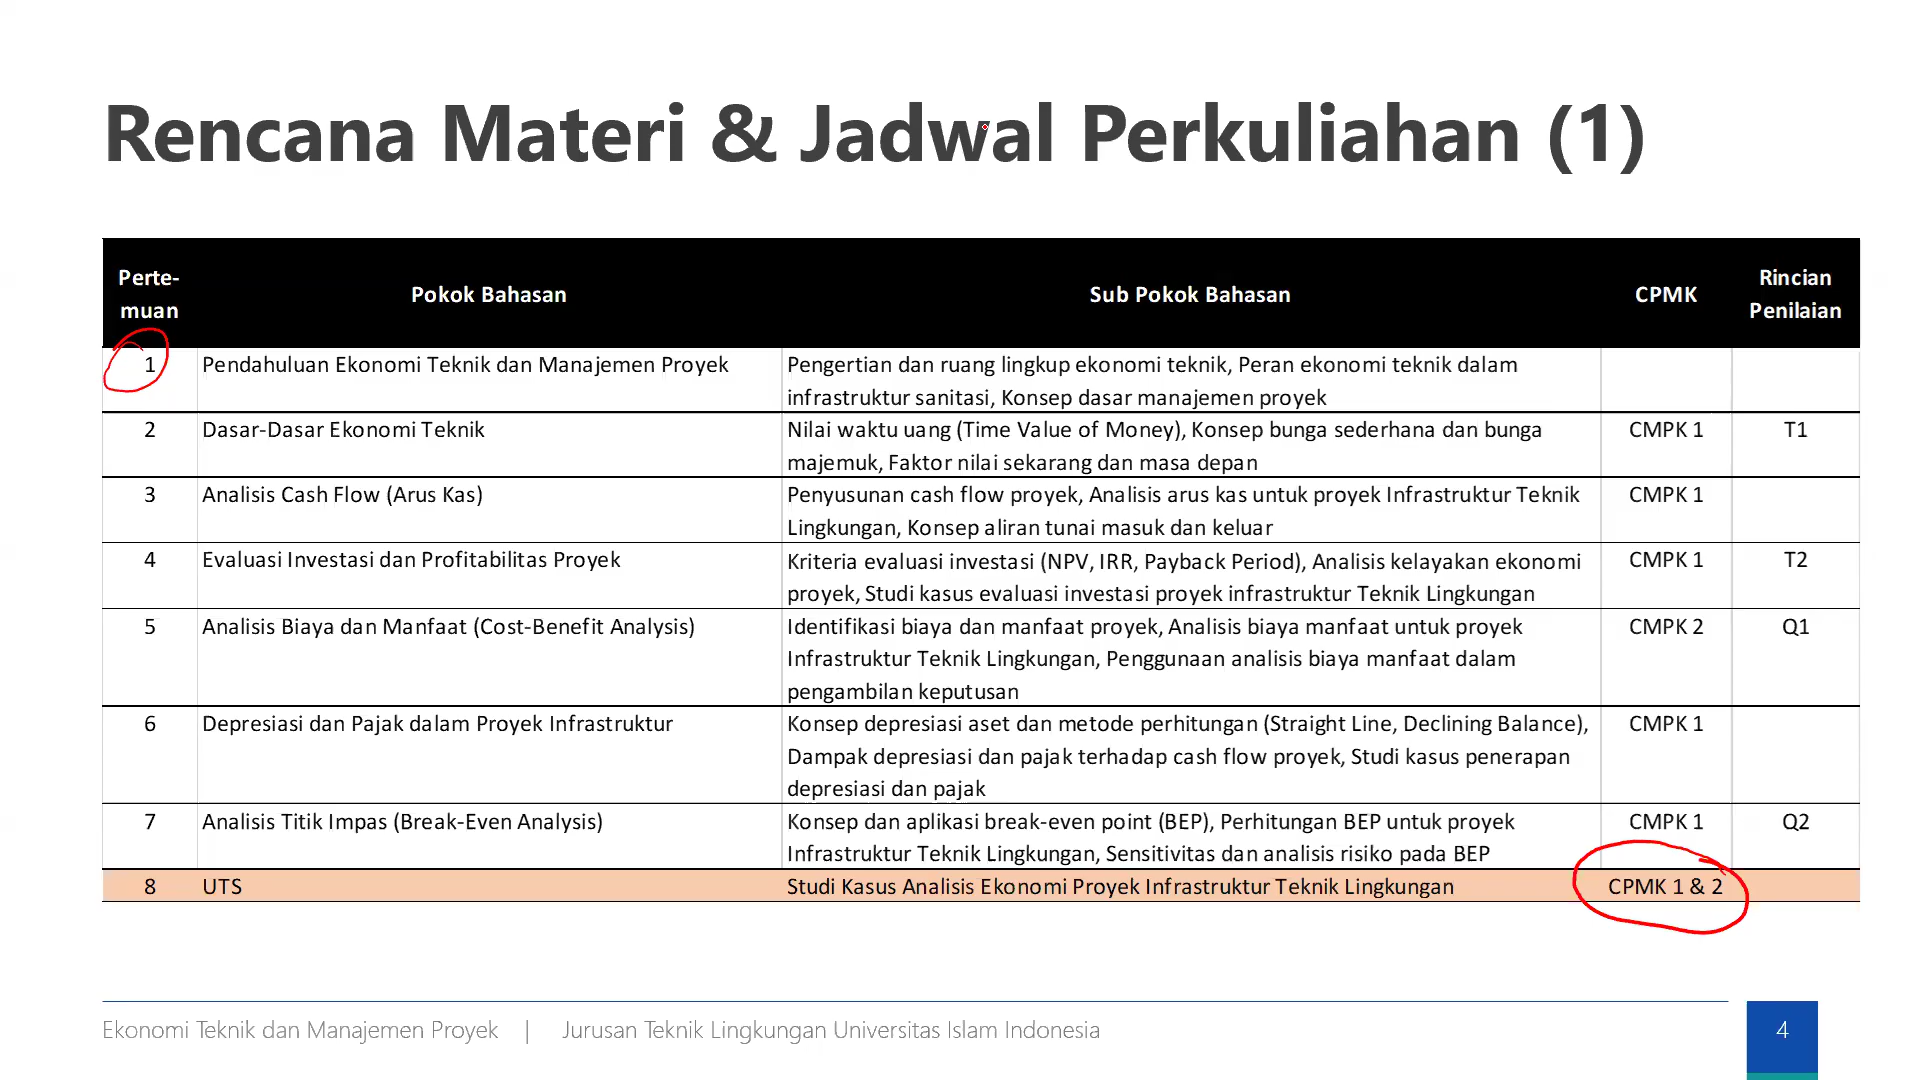 Rencana Materi & Jadwal Perkuliahan (1)
Perte-
muan
Pokok Bahasan
Sub Pokok Bahasan
CPMK
Rincian
Penilaian
1
Pendahuluan Ekonomi Teknik dan Manajemen Proyek
Pengertian dan ruang lingkup ekonomi teknik, Peran ekonomi teknik dalam
infrastruktur sanitasi, Konsep dasar manajemen proyek
2
Dasar-Dasar Ekonomi Teknik
Nilai waktu uang (Time Value of Money), Konsep bunga sederhana dan bunga
majemuk, Faktor nilai sekarang dan masa depan
CMPK 1
T1
3
Analisis Cash Flow (Arus Kas)
Penyusunan cash flow proyek, Analisis arus kas untuk proyek Infrastruktur Teknik
Lingkungan, Konsep aliran tunai masuk dan keluar
CMPK 1
4
Evaluasi Investasi dan Profitabilitas Proyek
Kriteria evaluasi investasi (NPV, IRR, Payback Period), Analisis kelayakan ekonomi
proyek, Studi kasus evaluasi investasi proyek infrastruktur Teknik Lingkungan
CMPK 1
T2
5
Analisis Biaya dan Manfaat (Cost-Benefit Analysis)
Identifikasi biaya dan manfaat proyek, Analisis biaya manfaat untuk proyek
Infrastruktur Teknik Lingkungan, Penggunaan analisis biaya manfaat dalam
pengambilan keputusan
CMPK 2
Q1
6
Depresiasi dan Pajak dalam Proyek Infrastruktur
Konsep depresiasi aset dan metode perhitungan (Straight Line, Declining Balance),
Dampak depresiasi dan pajak terhadap cash flow proyek, Studi kasus penerapan
depresiasi dan pajak
CMPK 1
7
Analisis Titik Impas (Break-Even Analysis)
Konsep dan aplikasi break-even point (BEP), Perhitungan BEP untuk proyek
Infrastruktur Teknik Lingkungan, Sensitivitas dan analisis risiko pada BEP
CMPK 1
Q2
8
UTS
Studi Kasus Analisis Ekonomi Proyek Infrastruktur Teknik Lingkungan
CPMK 1 & 2
Ekonomi Teknik dan Manajemen Proyek | Jurusan Teknik Lingkungan Universitas Islam Indonesia
4